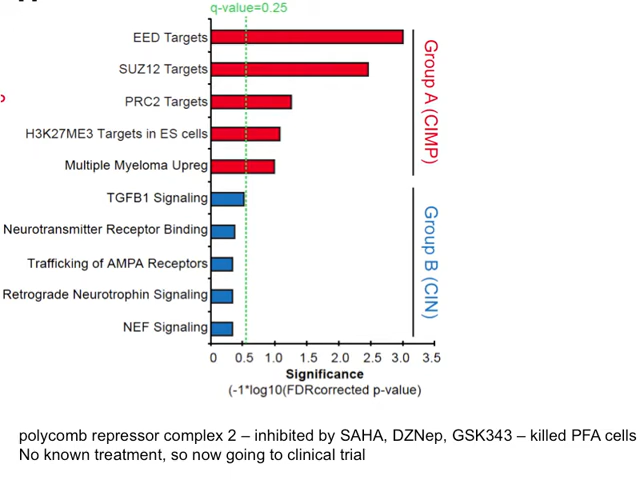 q-value=0.25
EED Targets
SUZ12 Targets
PRC2 Targets
H3K27ME3 Targets in ES cells
Multiple Myeloma Upreg
TGFB1 Signaling
Neurotransmitter Receptor Binding
Trafficking of AMPA Receptors
Retrograde Neurotrophin Signaling
NEF Signaling
Group A (CIMP)
Group B (CIN)
0 0.5 1.0 1.5 2.0 2.5 3.0 3.5
Significance
(-1*log10(FDRcorrected p-value)
polycomb repressor complex 2 – inhibited by SAHA, DZNep, GSK343 – killed PFA cells
No known treatment, so now going to clinical trial